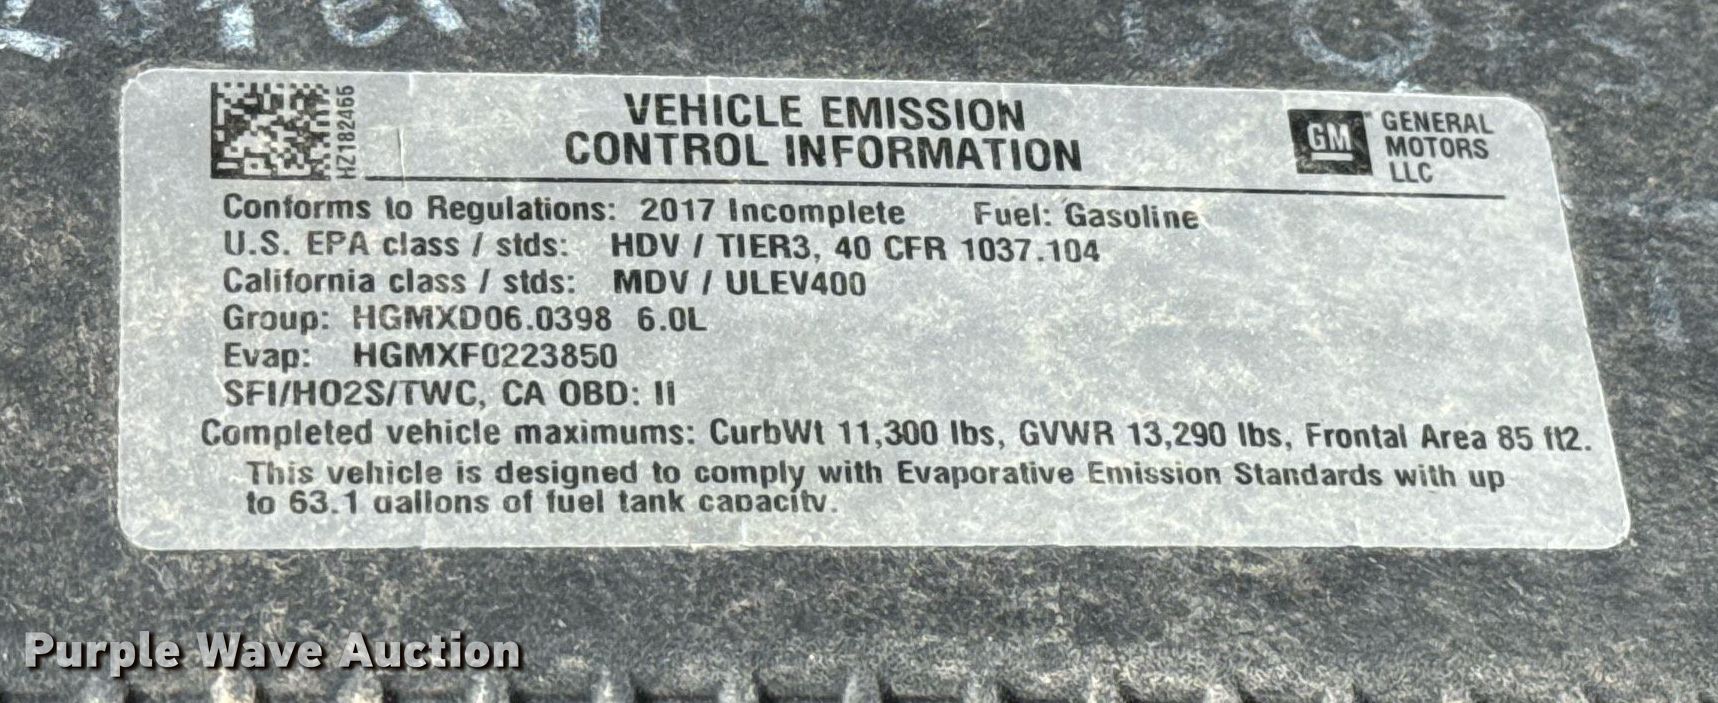 HZ182466
VEHICLE EMISSION
CONTROL INFORMATION
GM
GENERAL
MOTORS
LLC
Conforms to Regulations: 2017 Incomplete Fuel: Gasoline
U.S. EPA class / stds: HDV / TIER3, 40 CFR 1037.104
California class / stds: MDV / ULEV400
Group: HGMXD06.0398 6.0L
Evap: HGMXF0223850
SFI/HO2S/TWC, CA OBD: II
Completed vehicle maximums: CurbWt 11,300 lbs, GVWR 13,290 lbs, Frontal Area 85 ft2.
This vehicle is designed to comply with Evaporative Emission Standards with up
to 63.1 gallons of fuel tank capacity.
Purple Wave Auction